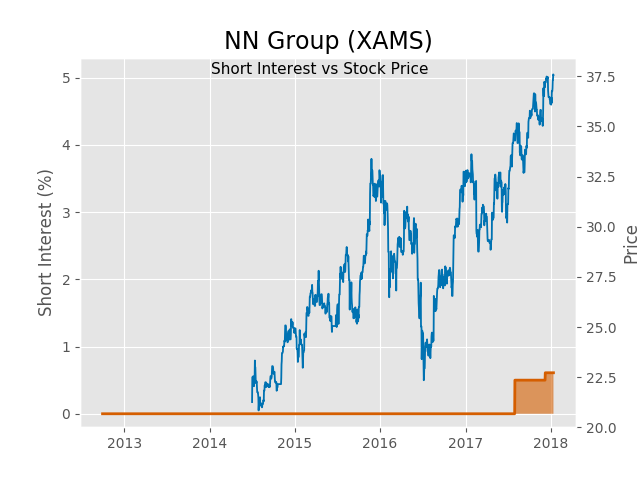 NN Group (XAMS)
Short Interest vs Stock Price
Short Interest (%)
5
4
3
2
1
0
37.5
35.0
32.5
30.0
27.5
25.0
22.5
20.0
Price
2013 2014 2015 2016 2017 2018